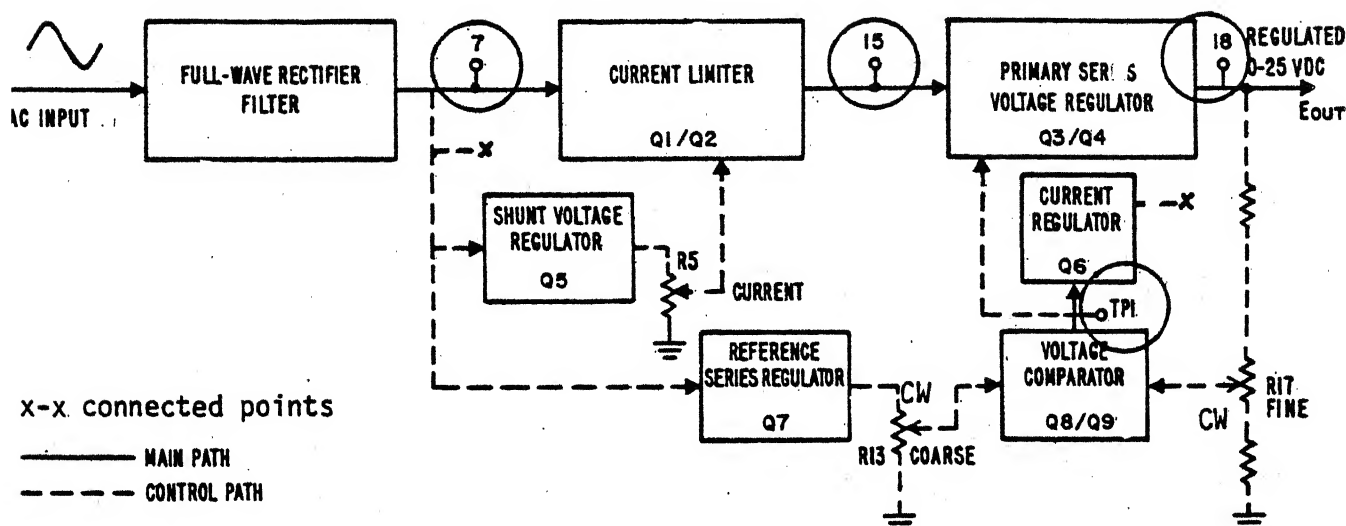 7
15
18
REGULATED
0-25 VDC
EOUT
AC INPUT
FULL-WAVE RECTIFIER
FILTER
CURRENT LIMITER
Q1/Q2
PRIMARY SERIES
VOLTAGE REGULATOR
Q3/Q4
x
SHUNT VOLTAGE
REGULATOR
Q5
R5
CURRENT
CURRENT
REGULATOR
Q6
x
TP1
REFERENCE
SERIES REGULATOR
Q7
CW
R13 COARSE
VOLTAGE
COMPARATOR
Q8/Q9
CW
R17
FINE
x-x connected points
MAIN PATH
CONTROL PATH